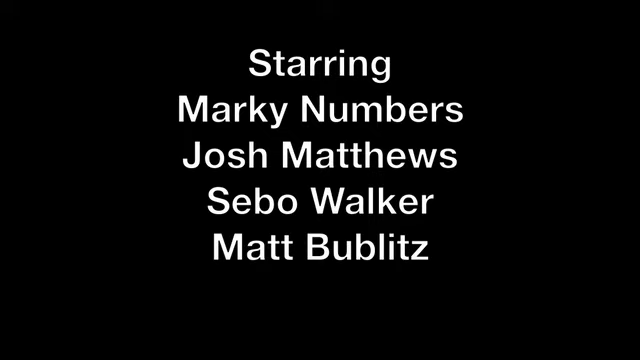 Starring
Marky Numbers
Josh Matthews
Sebo Walker
Matt Bublitz